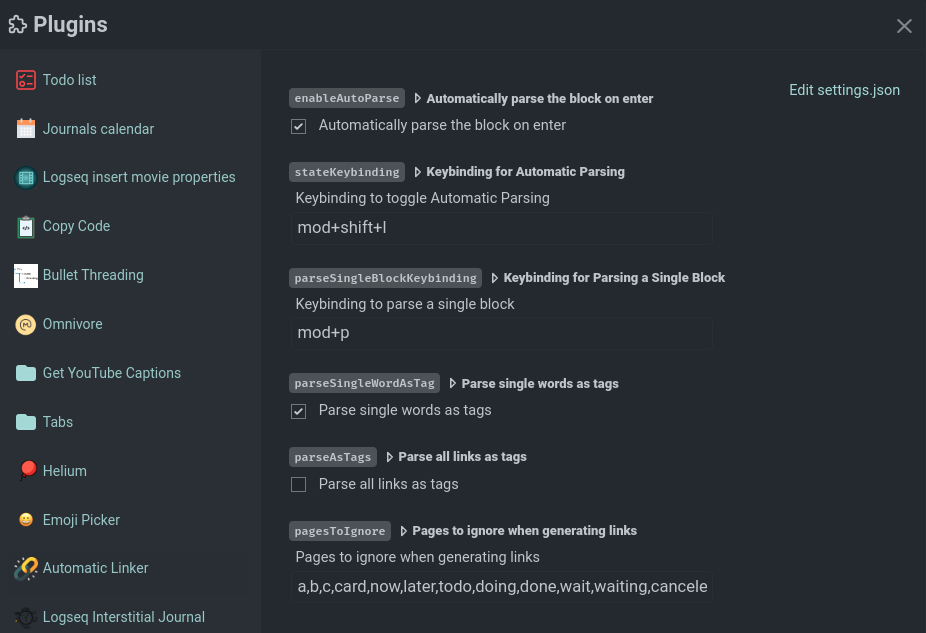 Plugins
Todo list
Journals calendar
Logseq insert movie properties
Copy Code
Bullet Threading
Omnivore
Get YouTube Captions
Tabs
Helium
Emoji Picker
Automatic Linker
Logseq Interstitial Journal
Edit settings.json
enableAutoParse Automatically parse the block on enter
Automatically parse the block on enter
stateKeybinding Keybinding for Automatic Parsing
Keybinding to toggle Automatic Parsing
mod+shift+l
parseSingleBlockKeybinding Keybinding for Parsing a Single Block
Keybinding to parse a single block
mod+p
parseSingleWordAsTag Parse single words as tags
Parse single words as tags
parseAsTags Parse all links as tags
Parse all links as tags
pagesToIgnore Pages to ignore when generating links
Pages to ignore when generating links
a,b,c,card,now,later,todo,doing,done,wait,waiting,cancele